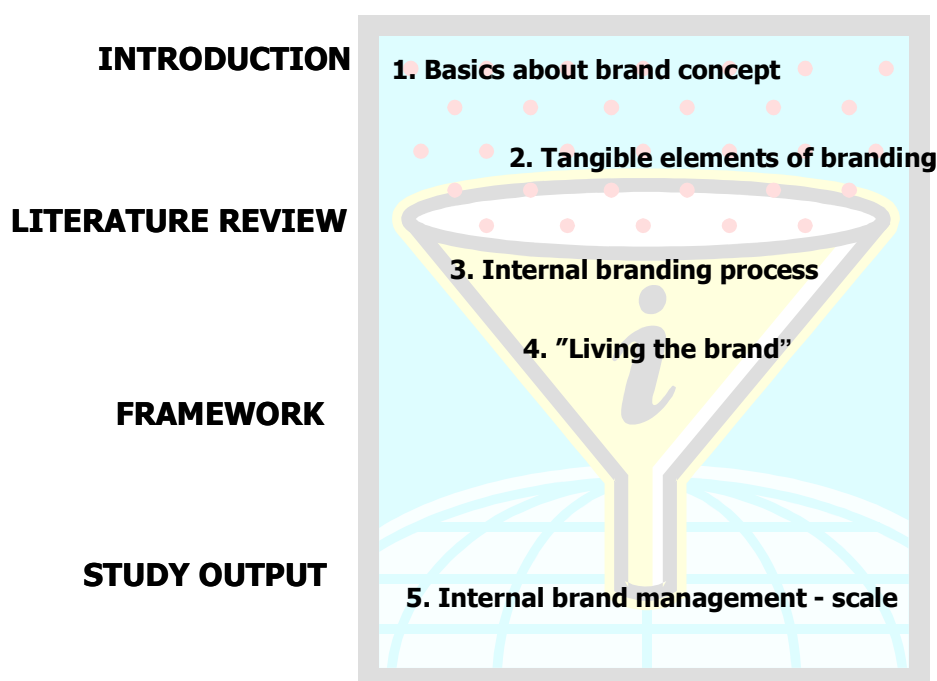 INTRODUCTION
1. Basics about brand concept
2. Tangible elements of branding
LITERATURE REVIEW
3. Internal branding process
4. ”Living the brand”
FRAMEWORK
STUDY OUTPUT
5. Internal brand management - scale